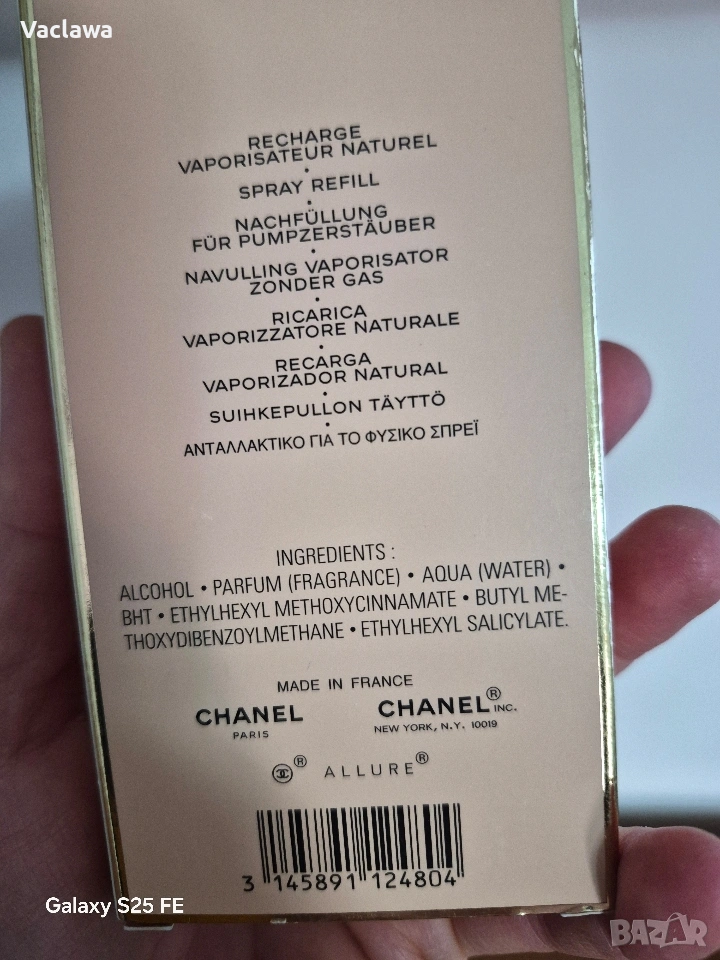 Vaclawa
RECHARGE
VAPORISATEUR NATUREL
•
SPRAY REFILL
•
NACHFÜLLUNG
FÜR PUMPZERSTÄUBER
•
NAVULLING VAPORISATOR
ZONDER GAS
•
RICARICA
VAPORIZZATORE NATURALE
•
RECARGA
VAPORIZADOR NATURAL
•
SUIHKEPULLON TÄYTTÖ
•
ΑΝΤΑΛΛΑΚΤΙΚΟ ΓΙΑ ΤΟ ΦΥΣΙΚΟ ΣΠΡΕΪ
INGREDIENTS :
ALCOHOL • PARFUM (FRAGRANCE) • AQUA (WATER) •
BHT • ETHYLHEXYL METHOXYCINNAMATE • BUTYL ME-
THOXYDIBENZOYLMETHANE • ETHYLHEXYL SALICYLATE.
MADE IN FRANCE
CHANEL CHANEL® INC.
PARIS NEW YORK, N.Y. 10019
® ALLURE®
3 145891 124804
Galaxy S25 FE
BAZAR